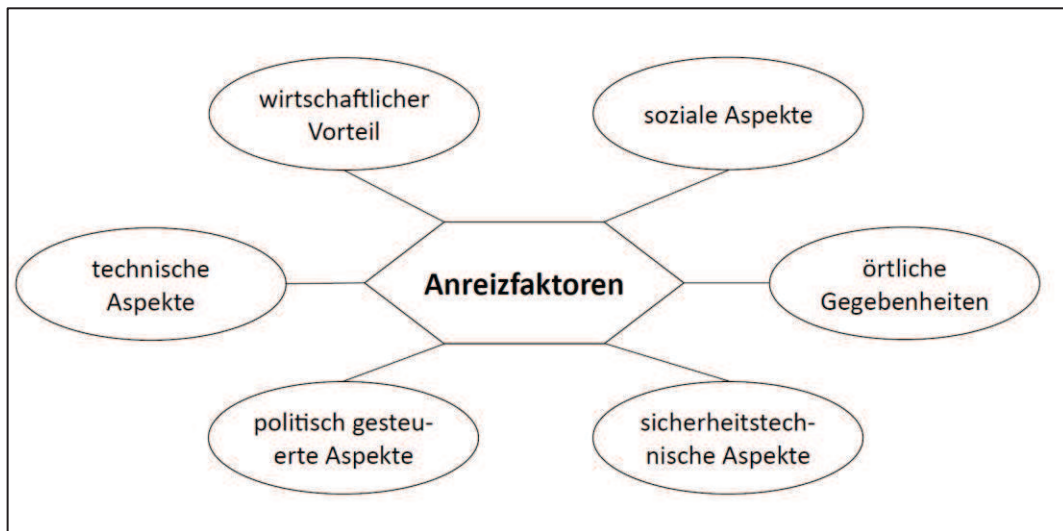 wirtschaftlicher
Vorteil
soziale Aspekte
technische
Aspekte
Anreizfaktoren
örtliche
Gegebenheiten
politisch gesteu-
erte Aspekte
sicherheitstech-
nische Aspekte